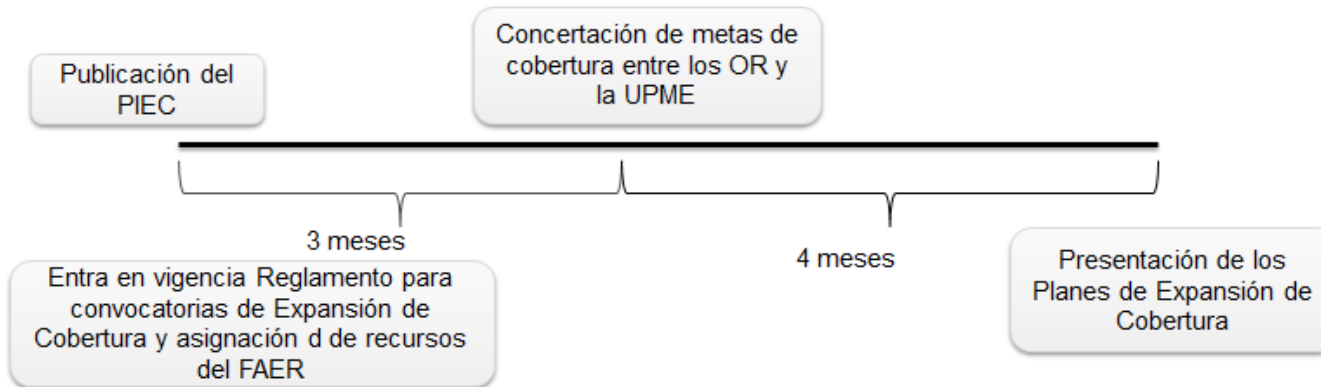 Publicación del
PIEC
Concertación de metas de
cobertura entre los OR y
la UPME
3 meses
4 meses
Entra en vigencia Reglamento para
convocatorias de Expansión de
Cobertura y asignación d de recursos
del FAER
Presentación de los
Planes de Expansión de
Cobertura